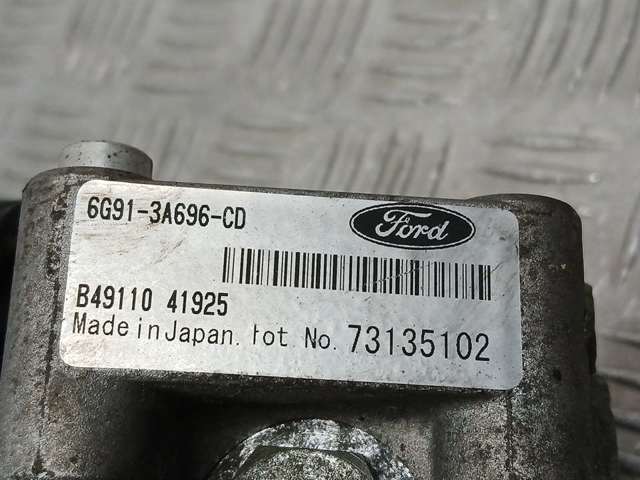 6G91-3A696-CD
Ford
B49110 41925
Made in Japan. lot No. 73135102